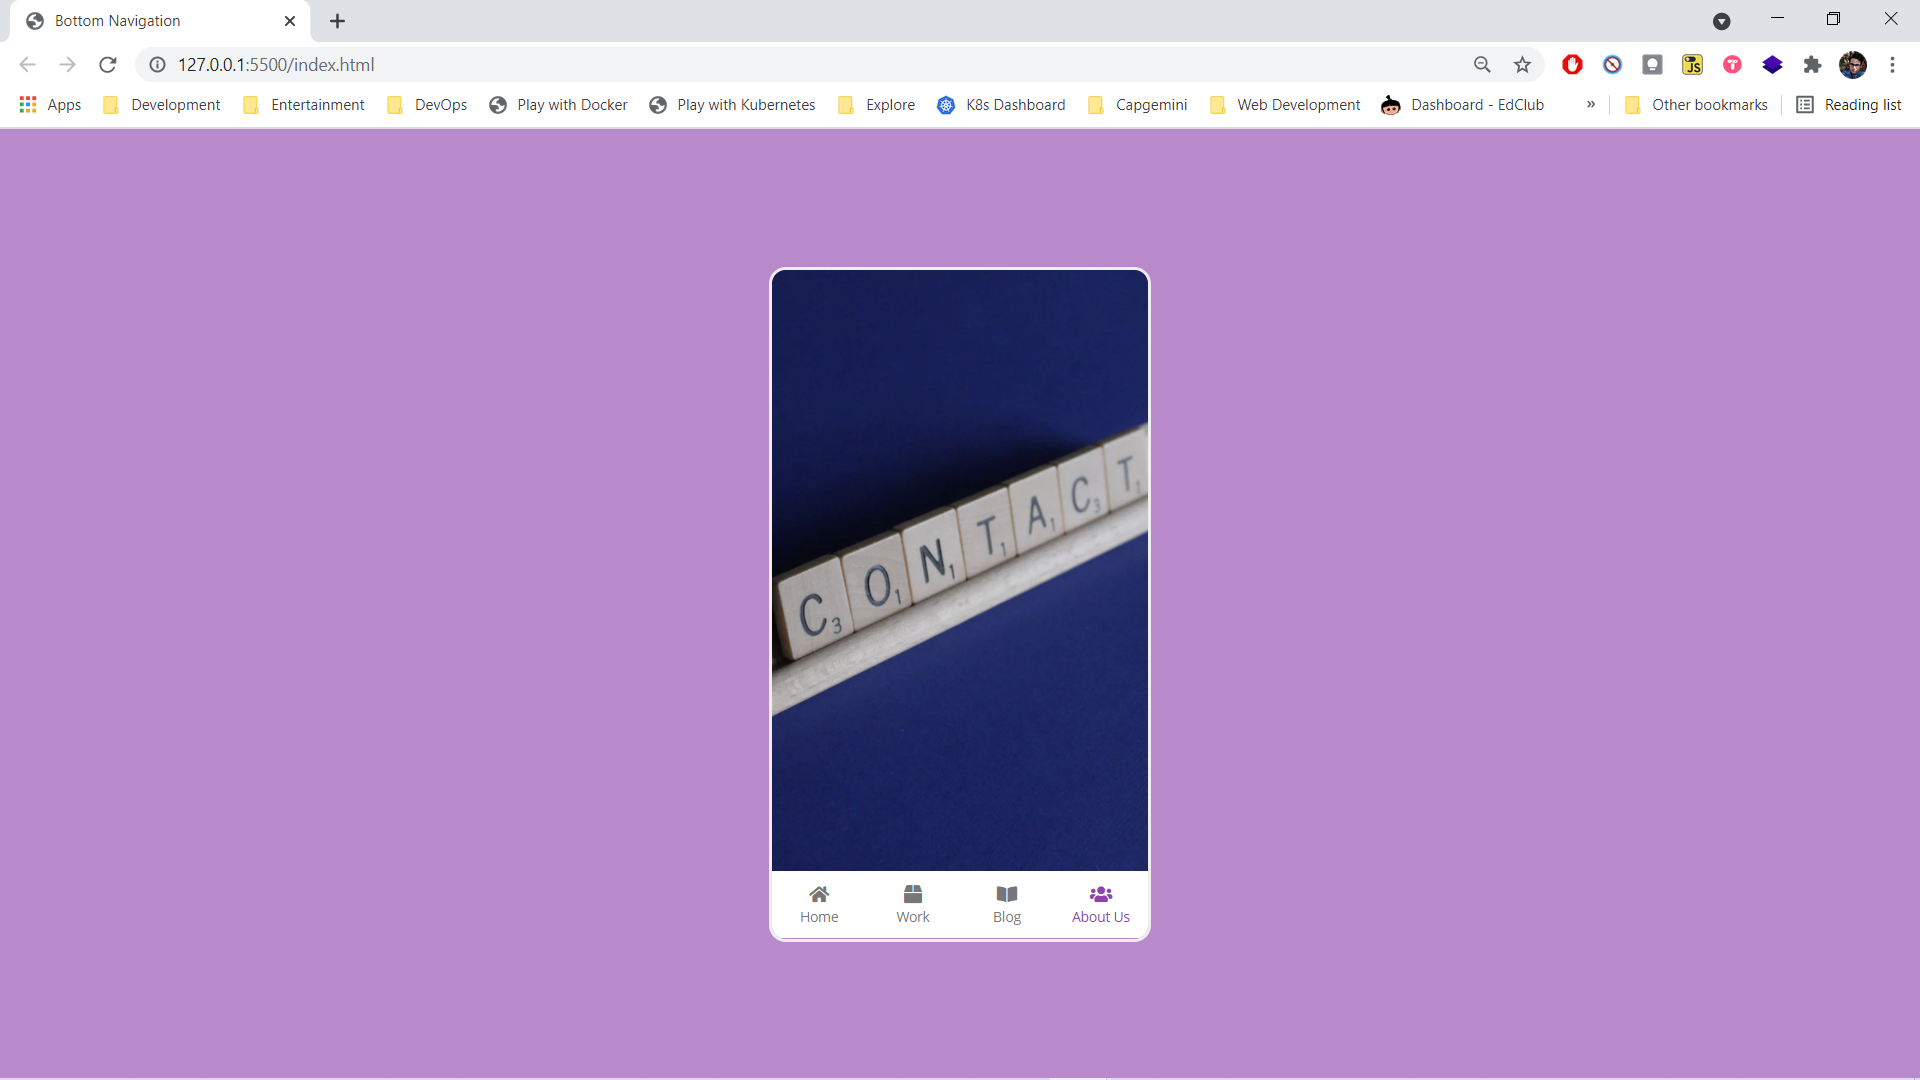 Bottom Navigation
127.0.0.1:5500/index.html
JS
Apps Development Entertainment DevOps Play with Docker Play with Kubernetes Explore K8s Dashboard Capgemini Web Development Dashboard - EdClub » Other bookmarks Reading list
C3 O1 N1 T1 A1 C3 T1
Home Work Blog About Us